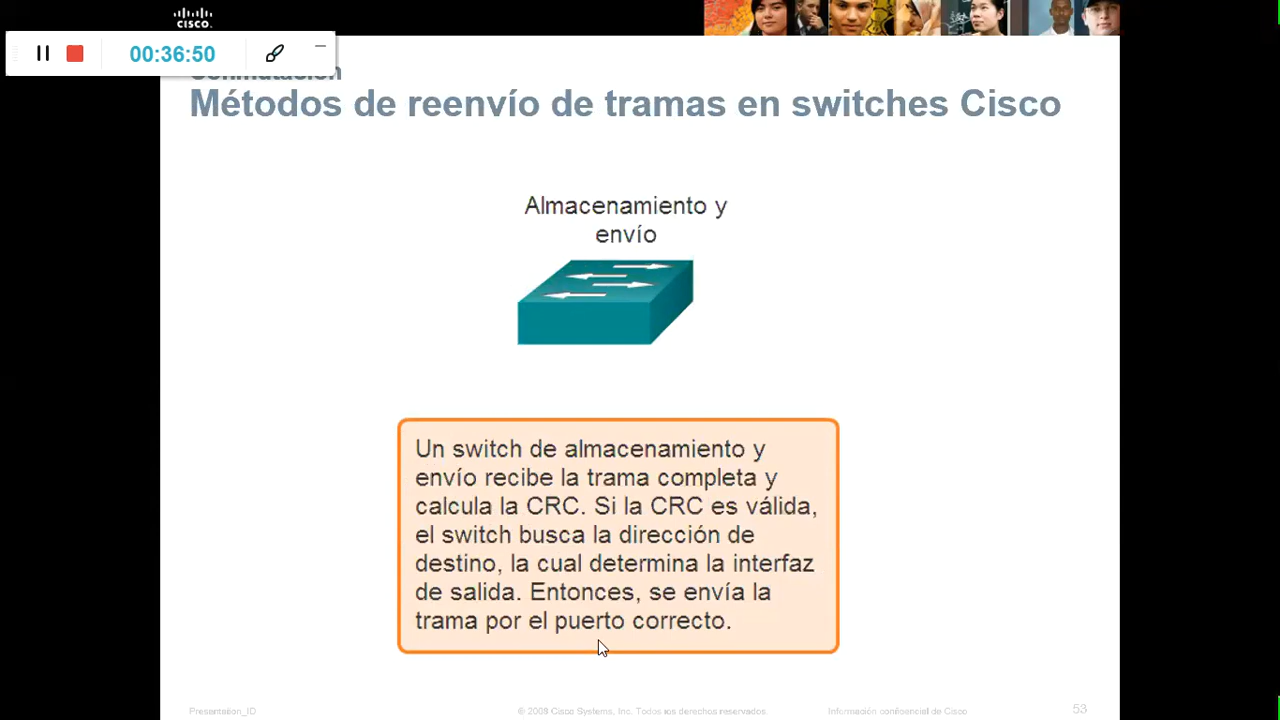 CISCO.
00:36:50
Conmutación
Métodos de reenvío de tramas en switches Cisco
Almacenamiento y
envío
Un switch de almacenamiento y
envío recibe la trama completa y
calcula la CRC. Si la CRC es válida,
el switch busca la dirección de
destino, la cual determina la interfaz
de salida. Entonces, se envía la
trama por el puerto correcto.
Presentation_ID
© 2008 Cisco Systems, Inc. Todos los derechos reservados.
Información confidencial de Cisco
53